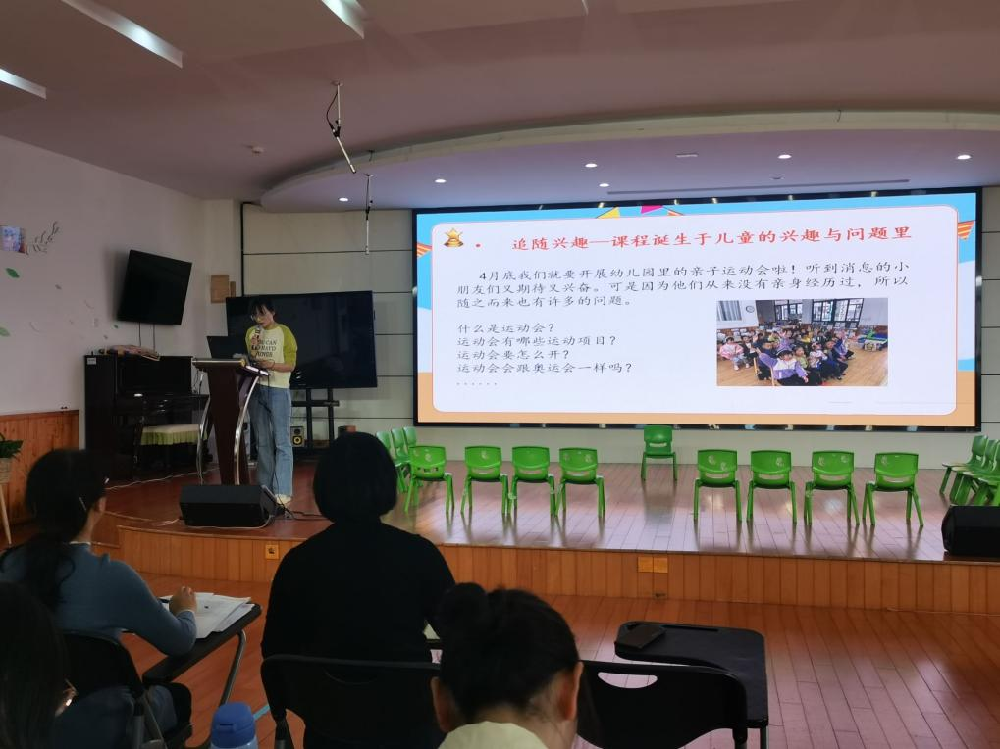 追随兴趣—课程诞生于儿童的兴趣与问题里
4月底我们就要开展幼儿园里的亲子运动会啦！听到消息的小
朋友们又期待又兴奋。可是因为他们从来没有亲身经历过，所以
随之而来也有许多的问题。
什么是运动会？
运动会有哪些运动项目？
运动会要怎么开？
运动会会跟奥运会一样吗？
......